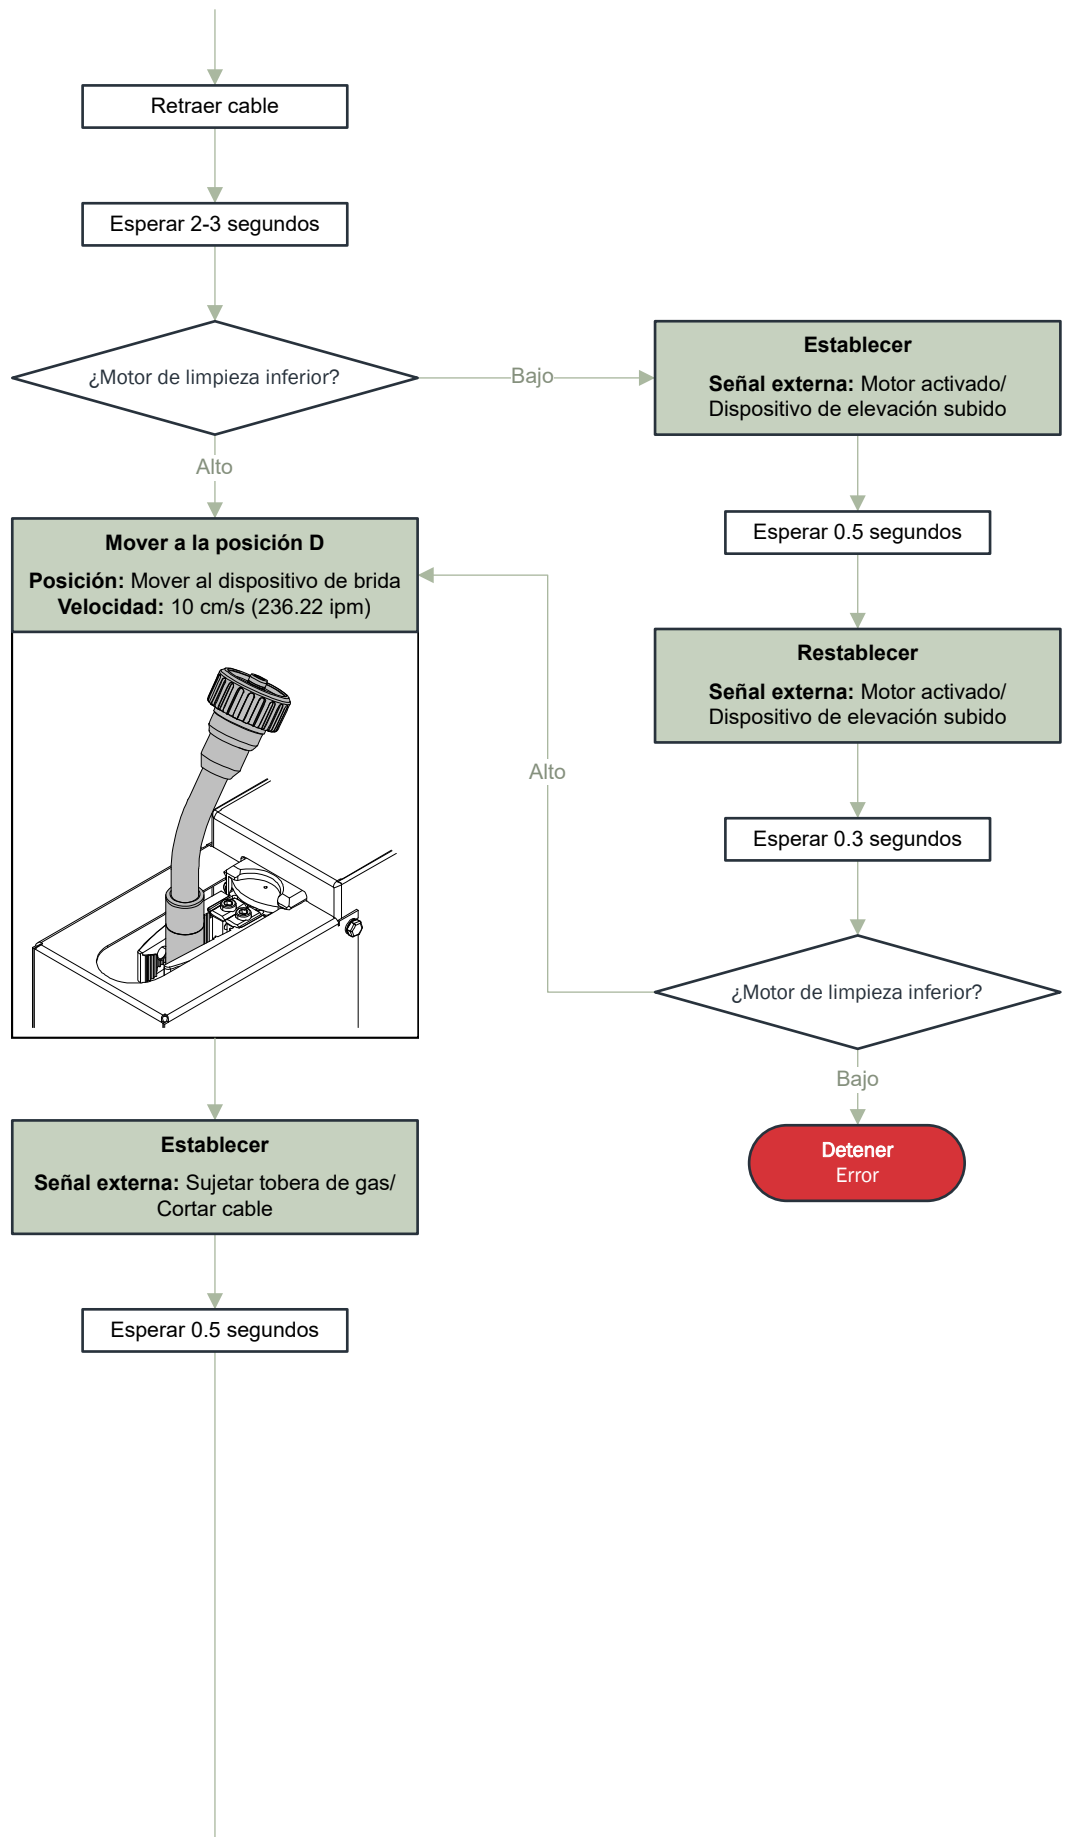 Retraer cable
Esperar 2-3 segundos
¿Motor de limpieza inferior?
Bajo
Alto
Establecer
Señal externa: Motor activado/
Dispositivo de elevación subido
Esperar 0.5 segundos
Restablecer
Señal externa: Motor activado/
Dispositivo de elevación subido
Esperar 0.3 segundos
¿Motor de limpieza inferior?
Alto
Bajo
Detener
Error
Mover a la posición D
Posición: Mover al dispositivo de brida
Velocidad: 10 cm/s (236.22 ipm)
Establecer
Señal externa: Sujetar tobera de gas/
Cortar cable
Esperar 0.5 segundos